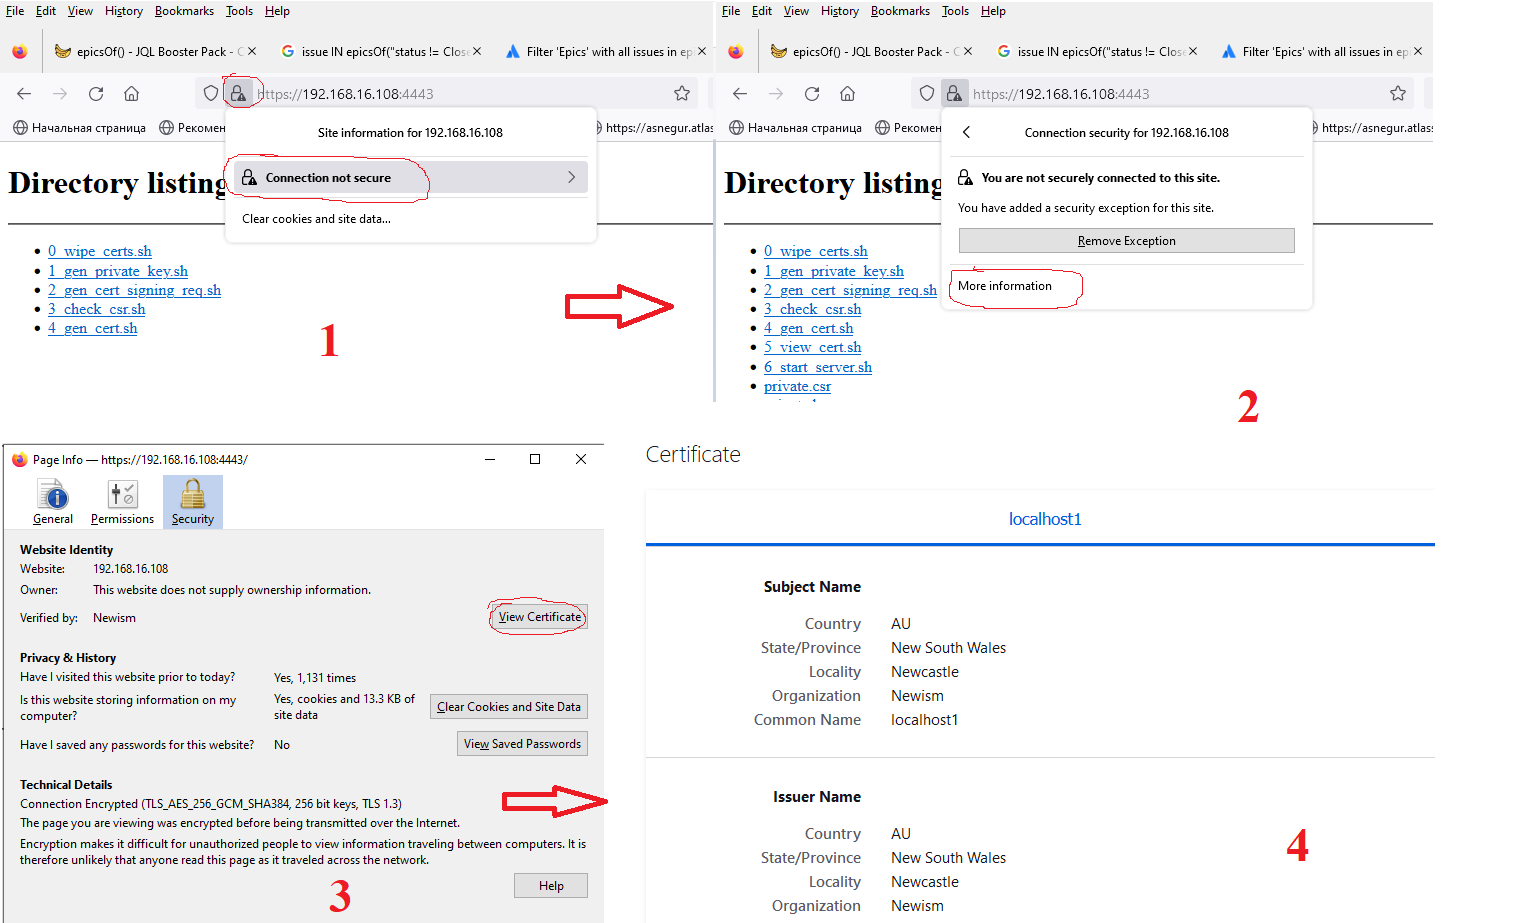 File Edit View History Bookmarks Tools Help
epicsOf() - JQL Booster Pack - C
issue IN epicsOf("status != Close
Filter 'Epics' with all issues in epi
https://192.168.16.108:4443
Начальная страница
Рекомен
https://asnegur.atlas
Site information for 192.168.16.108
Connection not secure
Clear cookies and site data...
Directory listing
0_wipe_certs.sh
1_gen_private_key.sh
2_gen_cert_signing_req.sh
3_check_csr.sh
4_gen_cert.sh
1
File Edit View History Bookmarks Tools Help
epicsOf() - JQL Booster Pack - C
issue IN epicsOf("status != Close
Filter 'Epics' with all issues in ep
https://192.168.16.108:4443
Начальная страница
Рекомен
https://asnegur.atlass
Connection security for 192.168.16.108
You are not securely connected to this site.
You have added a security exception for this site.
Remove Exception
More information
Directory listing
0_wipe_certs.sh
1_gen_private_key.sh
2_gen_cert_signing_req.sh
3_check_csr.sh
4_gen_cert.sh
5_view_cert.sh
6_start_server.sh
private.csr
2
Page Info — https://192.168.16.108:4443/
General Permissions Security
Website Identity
Website: 192.168.16.108
Owner: This website does not supply ownership information.
Verified by: Newism
View Certificate
Privacy & History
Have I visited this website prior to today? Yes, 1,131 times
Is this website storing information on my computer?
Yes, cookies and 13.3 KB of site data
Clear Cookies and Site Data
Have I saved any passwords for this website? No
View Saved Passwords
Technical Details
Connection Encrypted (TLS_AES_256_GCM_SHA384, 256 bit keys, TLS 1.3)
The page you are viewing was encrypted before being transmitted over the Internet.
Encryption makes it difficult for unauthorized people to view information traveling between computers. It is
therefore unlikely that anyone read this page as it traveled across the network.
Help
3
Certificate
localhost1
Subject Name
Country AU
State/Province New South Wales
Locality Newcastle
Organization Newism
Common Name localhost1
Issuer Name
Country AU
State/Province New South Wales
Locality Newcastle
Organization Newism
4